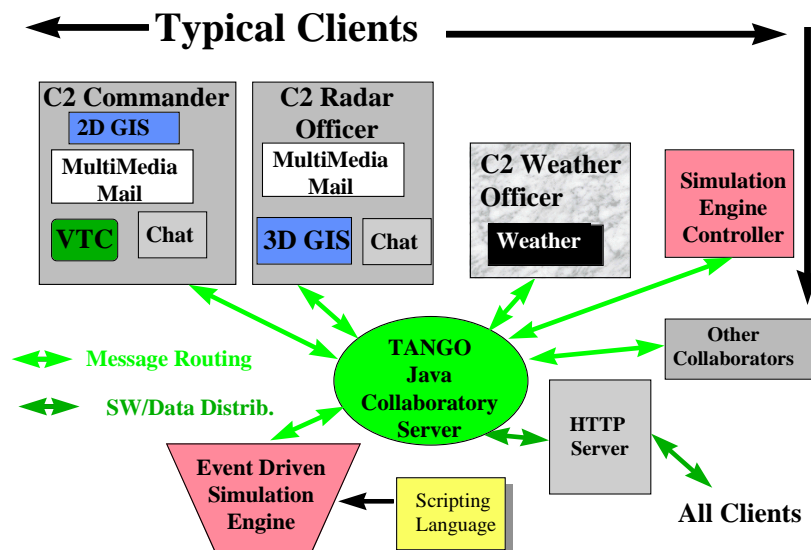 Typical Clients
C2 Commander
2D GIS
MultiMedia
Mail
VTC
Chat
C2 Radar
Officer
MultiMedia
Mail
3D GIS
Chat
C2 Weather
Officer
Weather
Simulation
Engine
Controller
Message Routing
SW/Data Distrib.
TANGO
Java
Collaboratory
Server
Other
Collaborators
HTTP
Server
Event Driven
Simulation
Engine
Scripting
Language
All Clients